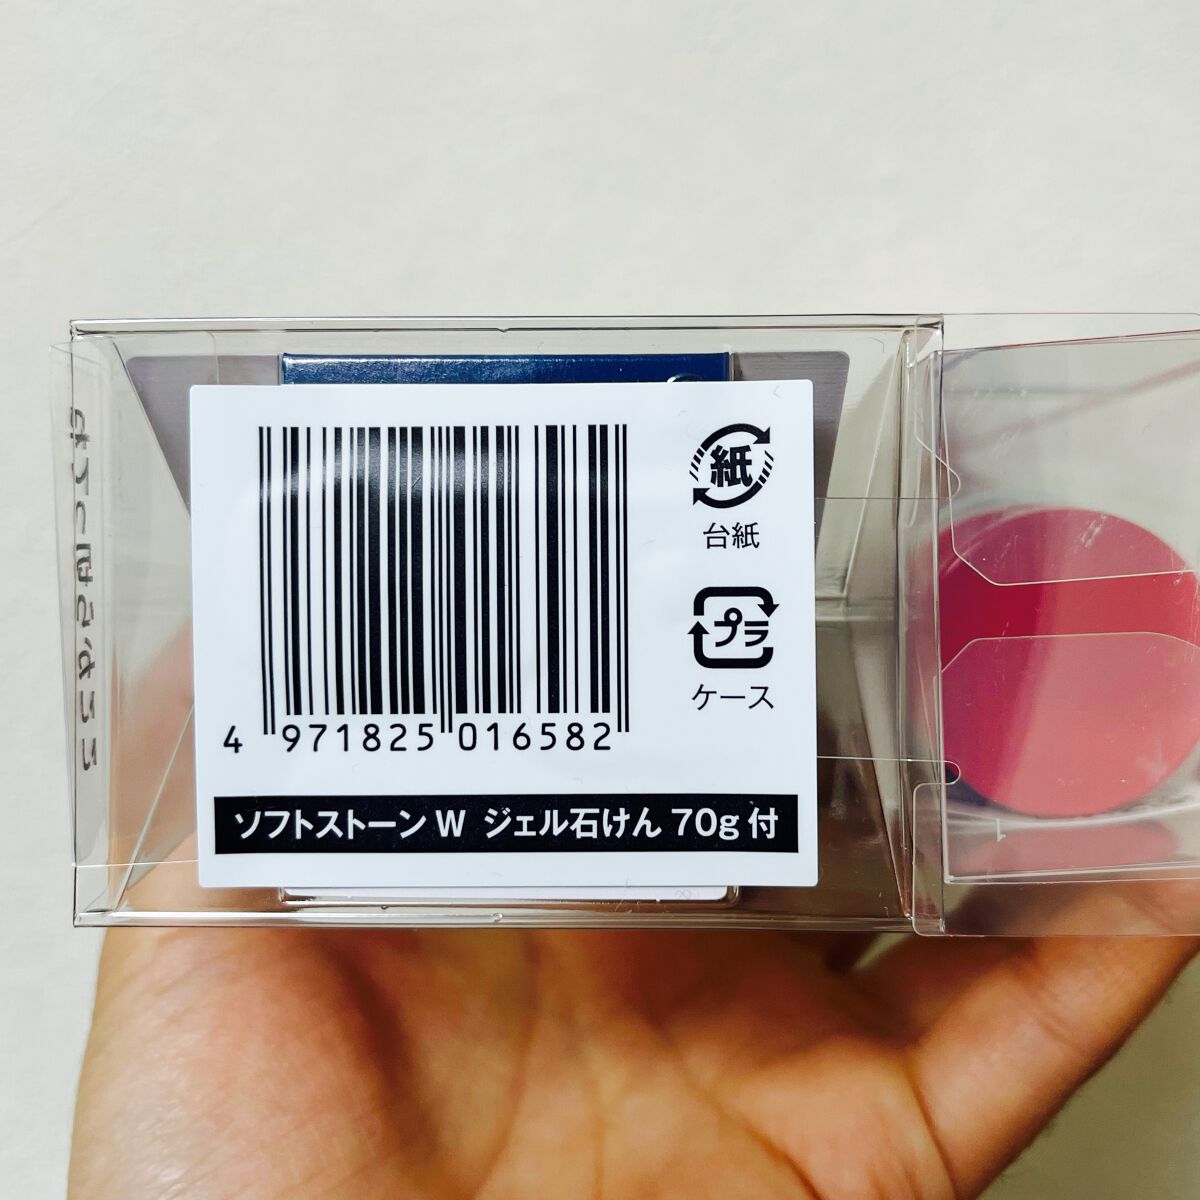 紙
台紙
プラ
ケース
4 971825 016582
ソフトストーン W ジェル石けん 70g 付